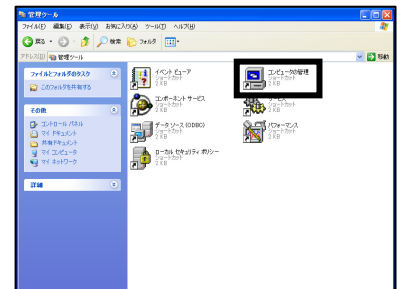 管理ツール
ファイル(F) 編集(E) 表示(V) お気に入り(A) ツール(T) ヘルプ(H)
戻る 検索 フォルダ
アドレス(D) 管理ツール 移動
ファイルとフォルダのタスク
このフォルダを共有する
その他
コントロール パネル
マイ ドキュメント
共有ドキュメント
マイ コンピュータ
マイ ネットワーク
詳細
イベント ビューア
ショートカット
2 KB
コンピュータの管理
ショートカット
2 KB
コンポーネント サービス
ショートカット
2 KB
サービス
ショートカット
2 KB
データ ソース (ODBC)
ショートカット
2 KB
パフォーマンス
ショートカット
2 KB
ローカル セキュリティ ポリシー
ショートカット
2 KB